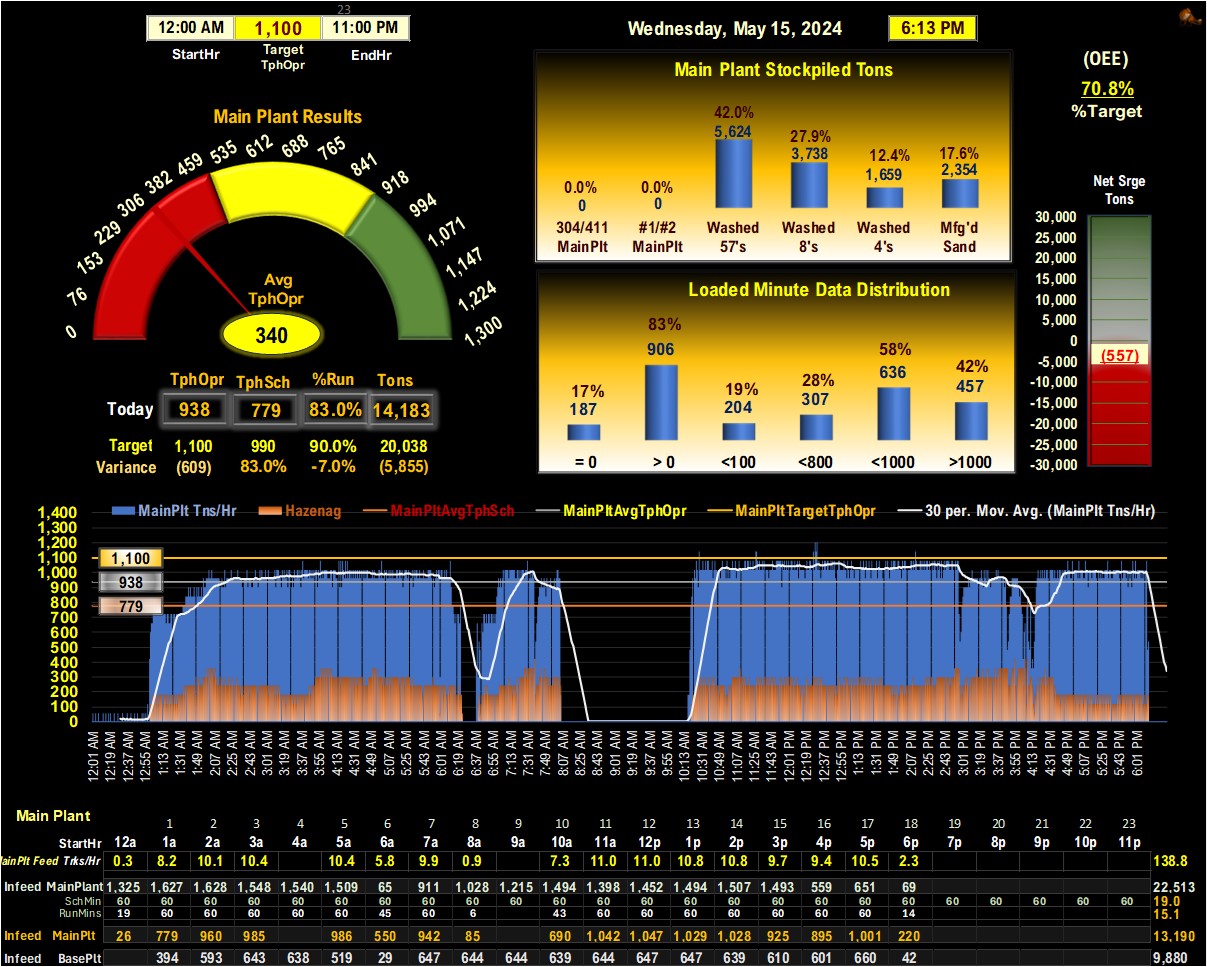 23
12:00 AM 1,100 11:00 PM
StartHr Target TphOpr EndHr
Wednesday, May 15, 2024 6:13 PM
(OEE)
70.8%
%Target
Main Plant Results
0 76 153 229 306 382 459 535 612 688 765 841 918 994 1,071 1,147 1,224 1,300
Avg
TphOpr
340
TphOpr TphSch %Run Tons
Today 938 779 83.0% 14,183
Target 1,100 990 90.0% 20,038
Variance (609) 83.0% -7.0% (5,855)
Main Plant Stockpiled Tons
0.0% 0.0% 42.0% 27.9% 12.4% 17.6%
0 0 5,624 3,738 1,659 2,354
304/411 #1/#2 Washed Washed Washed Mfg'd
MainPlt MainPlt 57's 8's 4's Sand
Loaded Minute Data Distribution
17% 83% 19% 28% 58% 42%
187 906 204 307 636 457
= 0 > 0 <100 <800 <1000 >1000
Net Srge
Tons
30,000
25,000
20,000
15,000
10,000
5,000
0
-5,000
-10,000
-15,000
-20,000
-25,000
-30,000
(557)
MainPlt Tns/Hr Hazenag MainPltAvgTphSch MainPltAvgTphOpr MainPltTargetTphOpr 30 per. Mov. Avg. (MainPlt Tns/Hr)
1,400
1,300
1,200
1,100
1,000
900
800
700
600
500
400
300
200
100
0
1,100
938
779
12:01 AM 12:19 AM 12:37 AM 12:55 AM 1:13 AM 1:31 AM 1:49 AM 2:07 AM 2:25 AM 2:43 AM 3:01 AM 3:19 AM 3:37 AM 3:55 AM 4:13 AM 4:31 AM 4:49 AM 5:07 AM 5:25 AM 5:43 AM 6:01 AM 6:19 AM 6:37 AM 6:55 AM 7:13 AM 7:31 AM 7:49 AM 8:07 AM 8:25 AM 8:43 AM 9:01 AM 9:19 AM 9:37 AM 9:55 AM 10:13 AM 10:31 AM 10:49 AM 11:07 AM 11:25 AM 11:43 AM 12:01 PM 12:19 PM 12:37 PM 12:55 PM 1:13 PM 1:31 PM 1:49 PM 2:07 PM 2:25 PM 2:43 PM 3:01 PM 3:19 PM 3:37 PM 3:55 PM 4:13 PM 4:31 PM 4:49 PM 5:07 PM 5:25 PM 5:43 PM 6:01 PM
Main Plant
1 2 3 4 5 6 7 8 9 10 11 12 13 14 15 16 17 18 19 20 21 22 23
StartHr 12a 1a 2a 3a 4a 5a 6a 7a 8a 9a 10a 11a 12p 1p 2p 3p 4p 5p 6p 7p 8p 9p 10p 11p
MainPlt Feed Trks/Hr 0.3 8.2 10.1 10.4 10.4 5.8 9.9 0.9 7.3 11.0 11.0 10.8 10.8 9.7 9.4 10.5 2.3 138.8
Infeed MainPlant 1,325 1,627 1,628 1,548 1,540 1,509 65 911 1,028 1,215 1,494 1,398 1,452 1,494 1,507 1,493 559 651 69 22,513
SchMin 60 60 60 60 60 60 60 60 60 60 60 60 60 60 60 60 60 60 60 60 60 60 60 60 19.0
RunMins 19 60 60 60 60 60 45 60 6 43 60 60 60 60 60 60 60 14 15.1
Infeed MainPlt 26 779 960 985 986 550 942 85 690 1,042 1,047 1,029 1,028 925 895 1,001 220 13,190
Infeed BasePlt 394 593 643 638 519 29 647 644 644 639 644 647 647 639 610 601 660 42 9,880